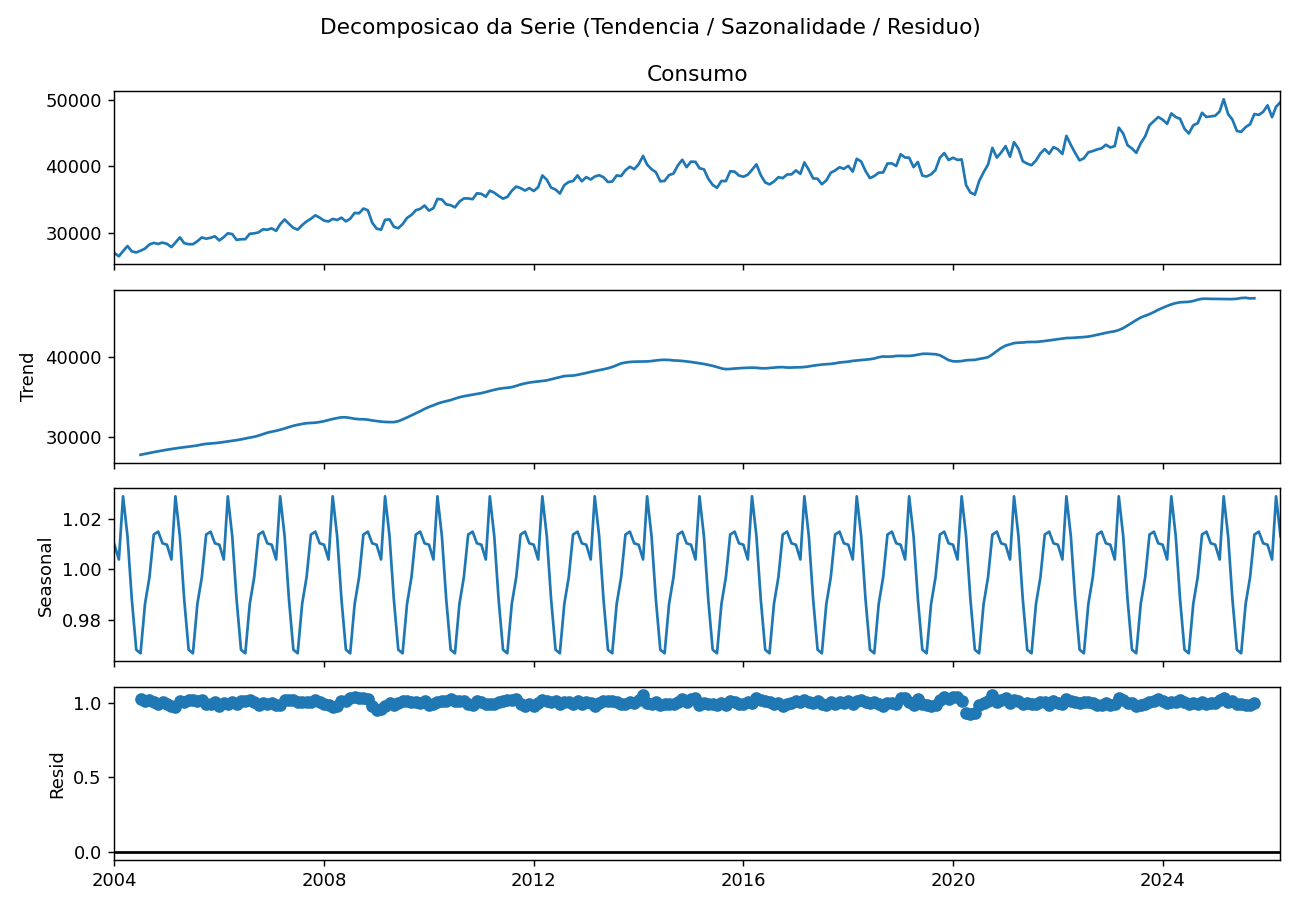 Decomposicao da Serie (Tendencia / Sazonalidade / Residuo)
Consumo
50000
40000
30000
Trend
40000
30000
Seasonal
1.02
1.00
0.98
Resid
1.0
0.5
0.0
2004 2008 2012 2016 2020 2024